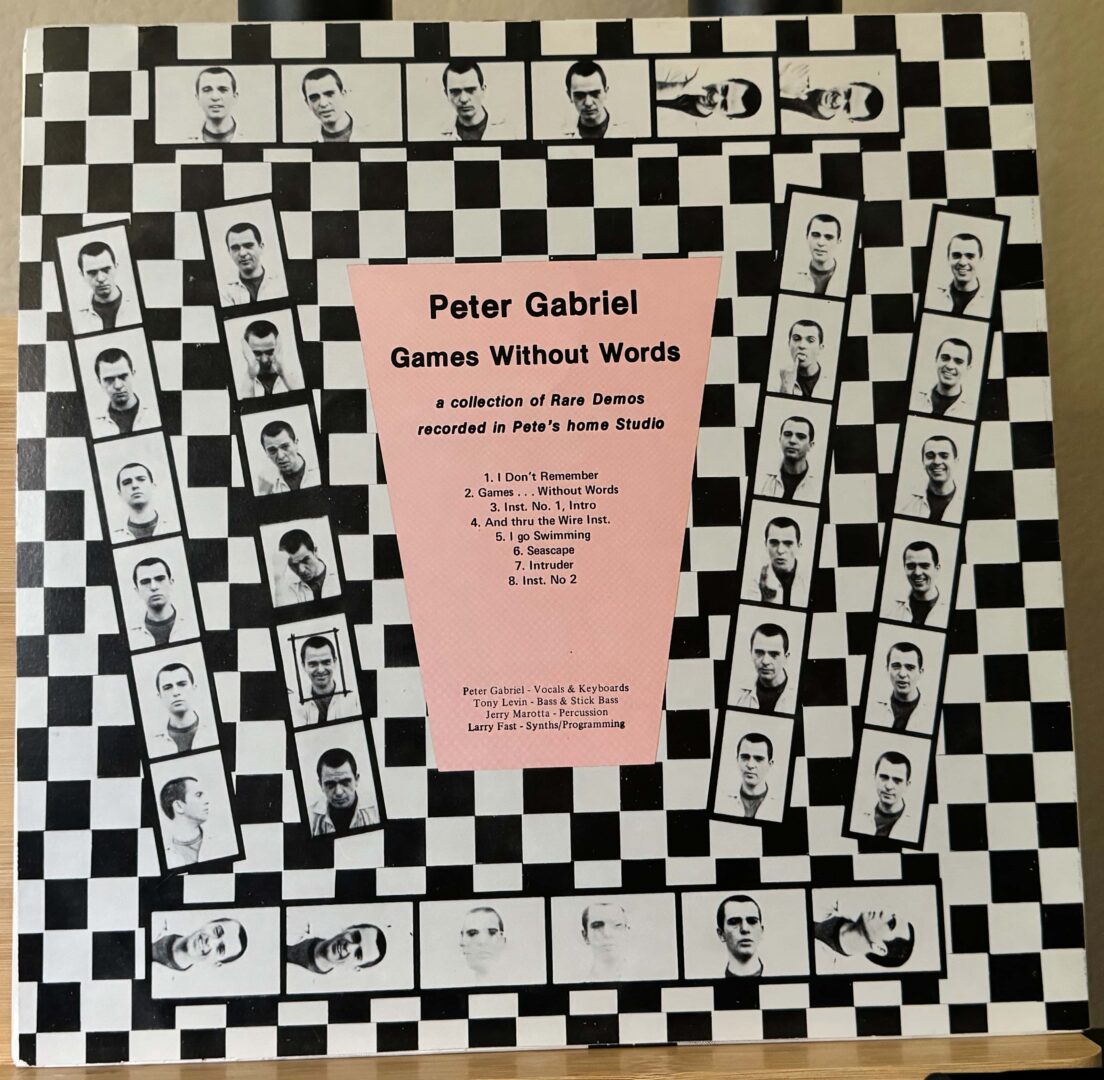 Peter Gabriel
Games Without Words
a collection of Rare Demos
recorded in Pete's home Studio
1. I Don't Remember
2. Games . . . Without Words
3. Inst. No. 1, Intro
4. And thru the Wire Inst.
5. I go Swimming
6. Seascape
7. Intruder
8. Inst. No 2
Peter Gabriel - Vocals & Keyboards
Tony Levin - Bass & Stick Bass
Jerry Marotta - Percussion
Larry Fast - Synths/Programming